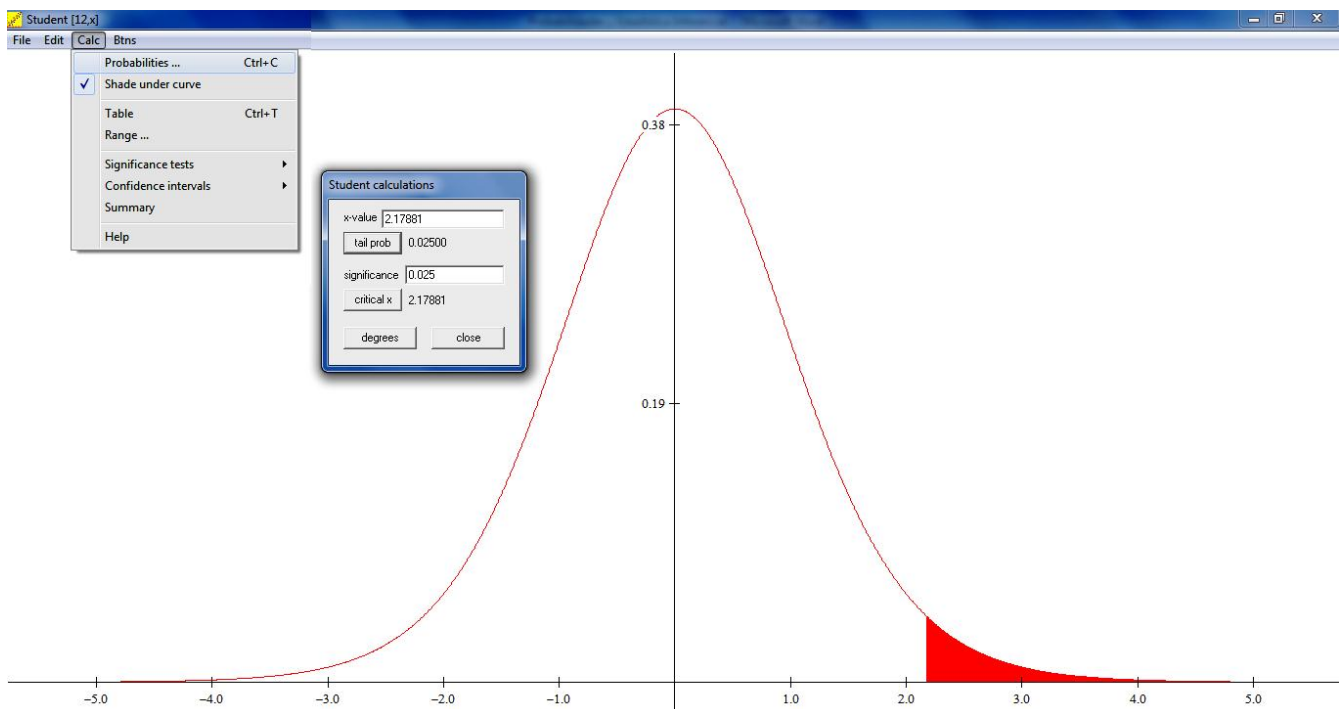 Student [12,x]
File Edit Calc Btns
Probabilities ... Ctrl+C
✓ Shade under curve
Table Ctrl+T
Range ...
Significance tests
Confidence intervals
Summary
Help
Student calculations
x-value 2.17881
tail prob 0.02500
significance 0.025
critical x 2.17881
degrees close
0.38
0.19
−5.0 −4.0 −3.0 −2.0 −1.0 1.0 2.0 3.0 4.0 5.0